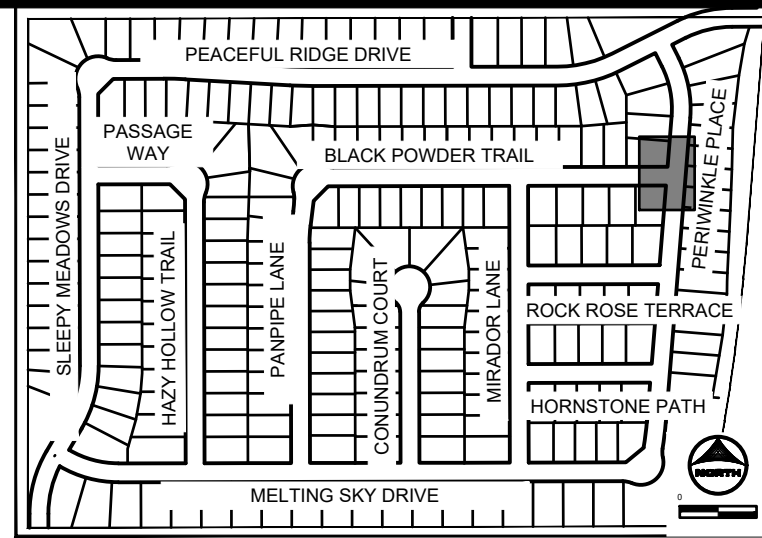 PEACEFUL RIDGE DRIVE
PASSAGE
WAY
BLACK POWDER TRAIL
PERIWINKLE PLACE
SLEEPY MEADOWS DRIVE
HAZY HOLLOW TRAIL
PANPIPE LANE
CONUNDRUM COURT
MIRADOR LANE
ROCK ROSE TERRACE
HORNSTONE PATH
MELTING SKY DRIVE
NORTH
0